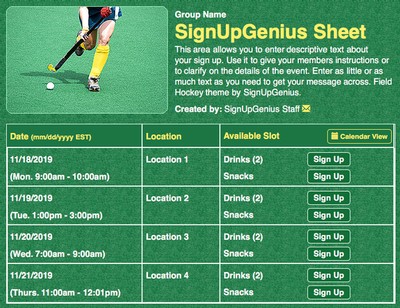 Group Name
SignUpGenius Sheet
This area allows you to enter descriptive text about
your sign up. Use it to give your members instructions or
to clarify on the details of the event. Enter as little or as
much text as you need to get your message across. Field
Hockey theme by SignUpGenius.
Created by: SignUpGenius Staff
Date (mm/dd/yyyy EST) Location Available Slot Calendar View
11/18/2019 Location 1 Drinks (2) Sign Up
(Mon. 9:00am - 10:00am) Snacks Sign Up
11/19/2019 Location 2 Drinks (2) Sign Up
(Tue. 1:00pm - 3:00pm) Snacks Sign Up
11/20/2019 Location 3 Drinks (2) Sign Up
(Wed. 7:00am - 9:00am) Snacks Sign Up
11/21/2019 Location 4 Drinks (2) Sign Up
(Thurs. 11:00am - 12:01pm) Snacks Sign Up